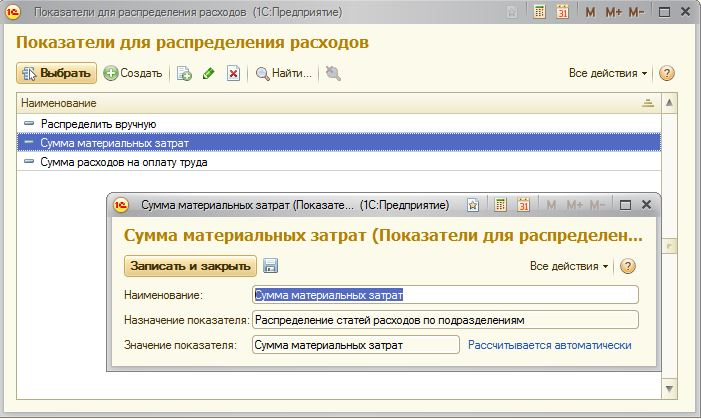 Показатели для распределения расходов (1С:Предприятие)
31 M M+ M-
Показатели для распределения расходов
Выбрать Создать Найти... Все действия ?
Наименование
Распределить вручную
Сумма материальных затрат
Сумма расходов на оплату труда
Сумма материальных затрат (Показате... (1С:Предприятие)
31 M M+ M-
Сумма материальных затрат (Показатели для распределен...
Записать и закрыть Все действия ?
Наименование: Сумма материальных затрат
Назначение показателя: Распределение статей расходов по подразделениям
Значение показателя: Сумма материальных затрат Рассчитывается автоматически